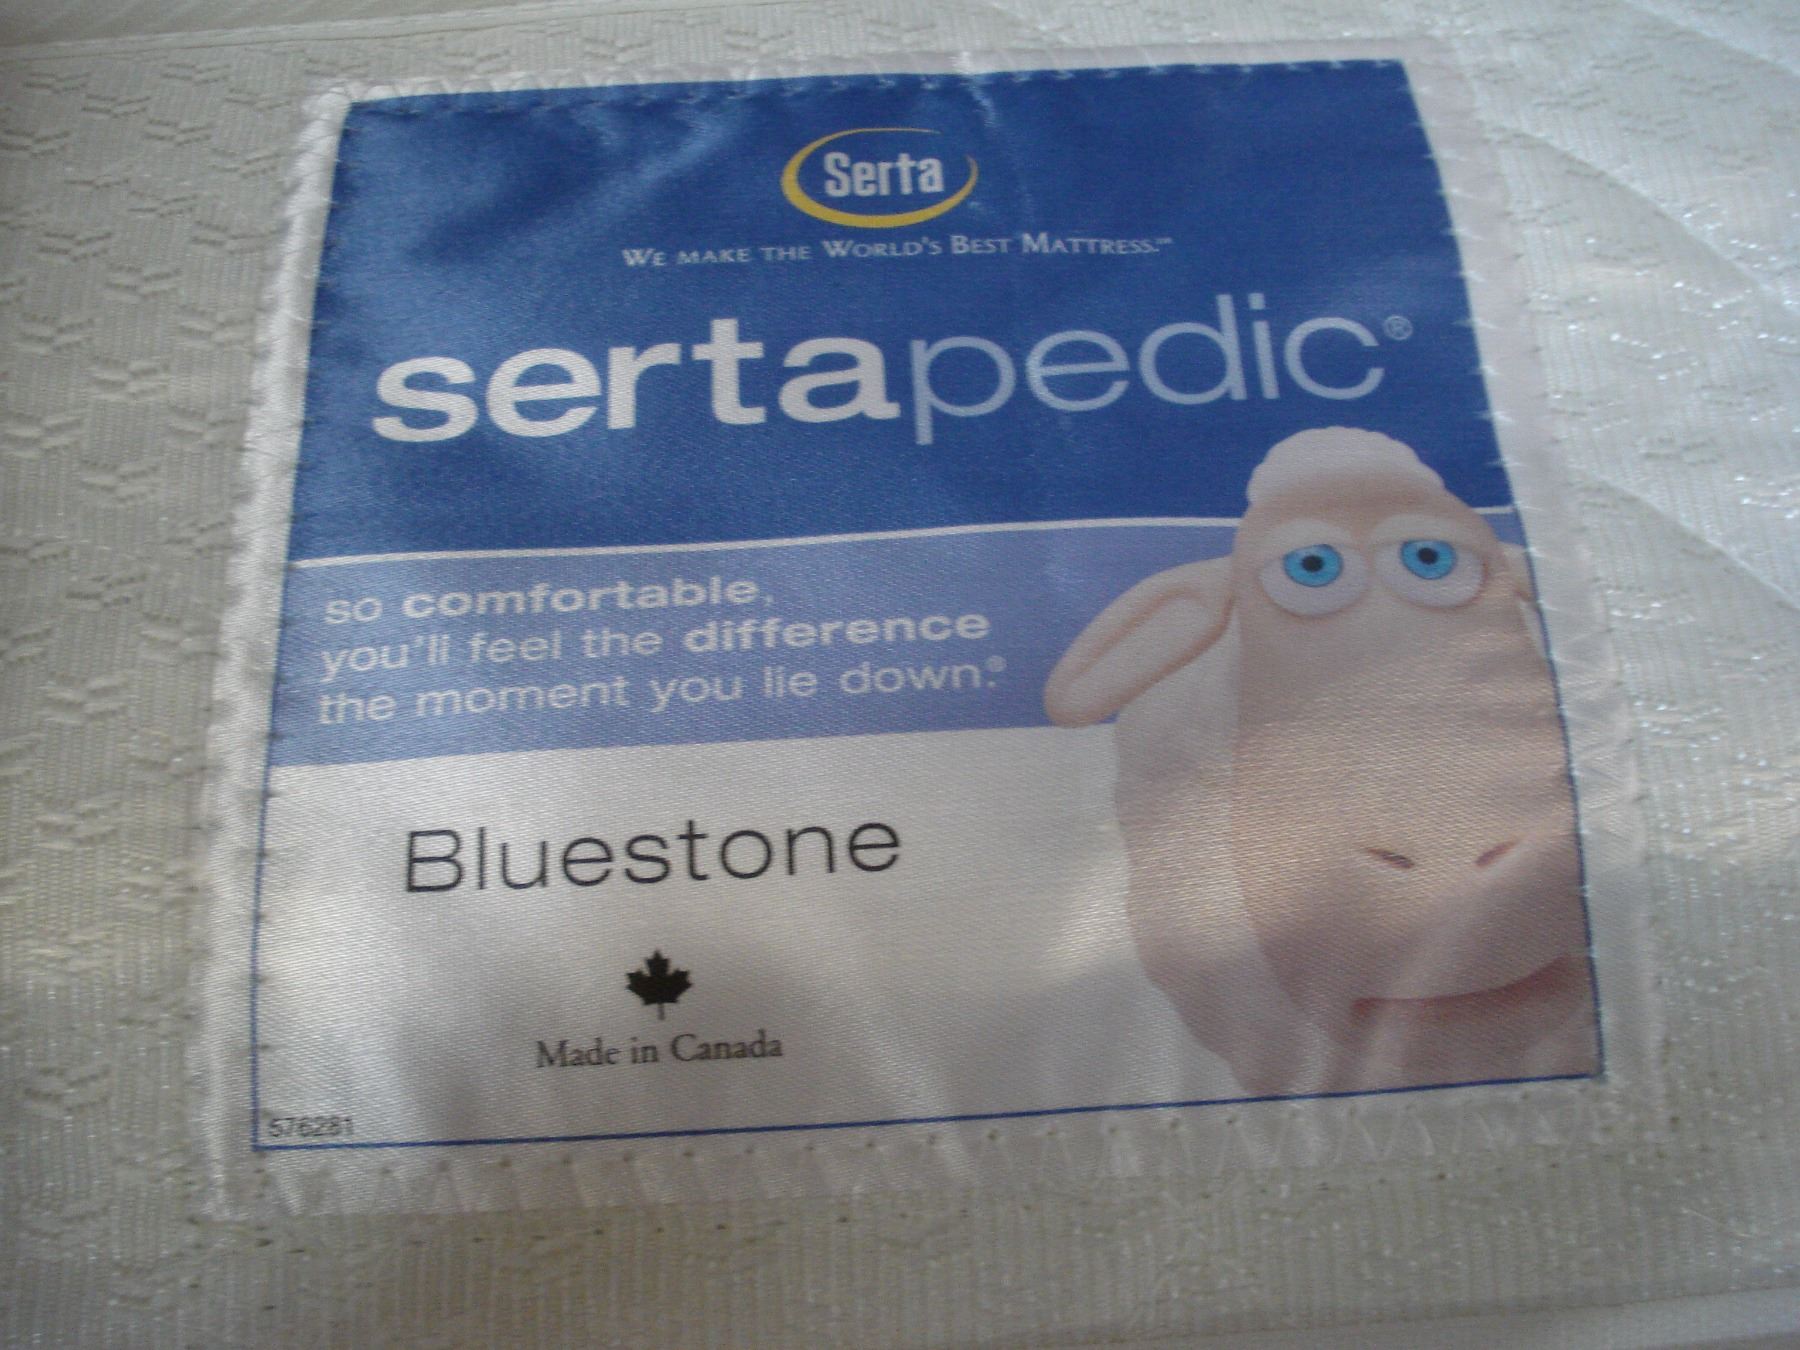 Serta
WE MAKE THE WORLD'S BEST MATTRESS.™
sertapedic®
so comfortable,
you'll feel the difference
the moment you lie down.®
Bluestone
Made in Canada
576281